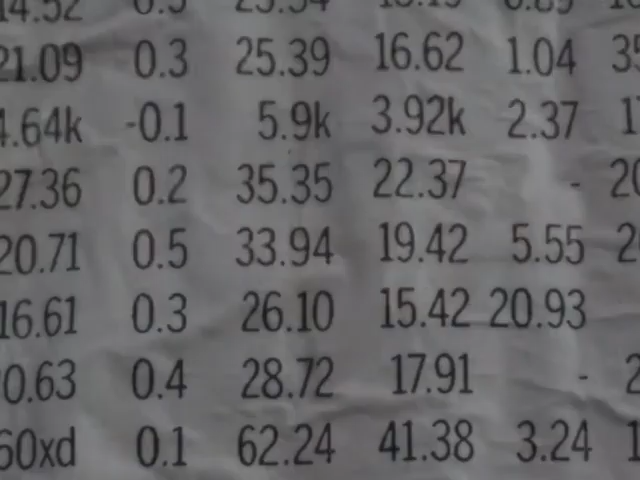 21.09 0.3 25.39 16.62 1.04
4.64k -0.1 5.9k 3.92k 2.37
27.36 0.2 35.35 22.37 -
20.71 0.5 33.94 19.42 5.55
16.61 0.3 26.10 15.42 20.93
0.63 0.4 28.72 17.91 -
60xd 0.1 62.24 41.38 3.24